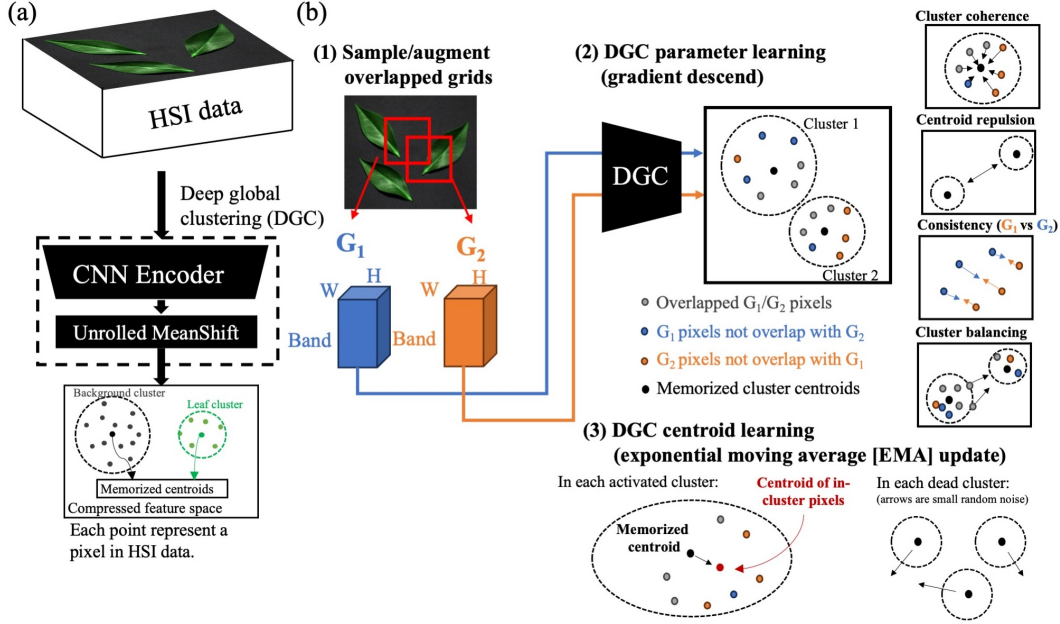 (a)
HSI data
Deep global
clustering (DGC)
CNN Encoder
Unrolled MeanShift
Background cluster
Leaf cluster
Memorized centroids
Compressed feature space
Each point represent a
pixel in HSI data.
(b)
(1) Sample/augment
overlapped grids
G1
G2
W
H
Band
W
H
Band
(2) DGC parameter learning
(gradient descend)
DGC
Cluster 1
Cluster 2
Overlapped G1/G2 pixels
G1 pixels not overlap with G2
G2 pixels not overlap with G1
Memorized cluster centroids
Cluster coherence
Centroid repulsion
Consistency (G1 vs G2)
Cluster balancing
(3) DGC centroid learning
(exponential moving average [EMA] update)
In each activated cluster:
Centroid of in-
cluster pixels
Memorized
centroid
In each dead cluster:
(arrows are small random noise)